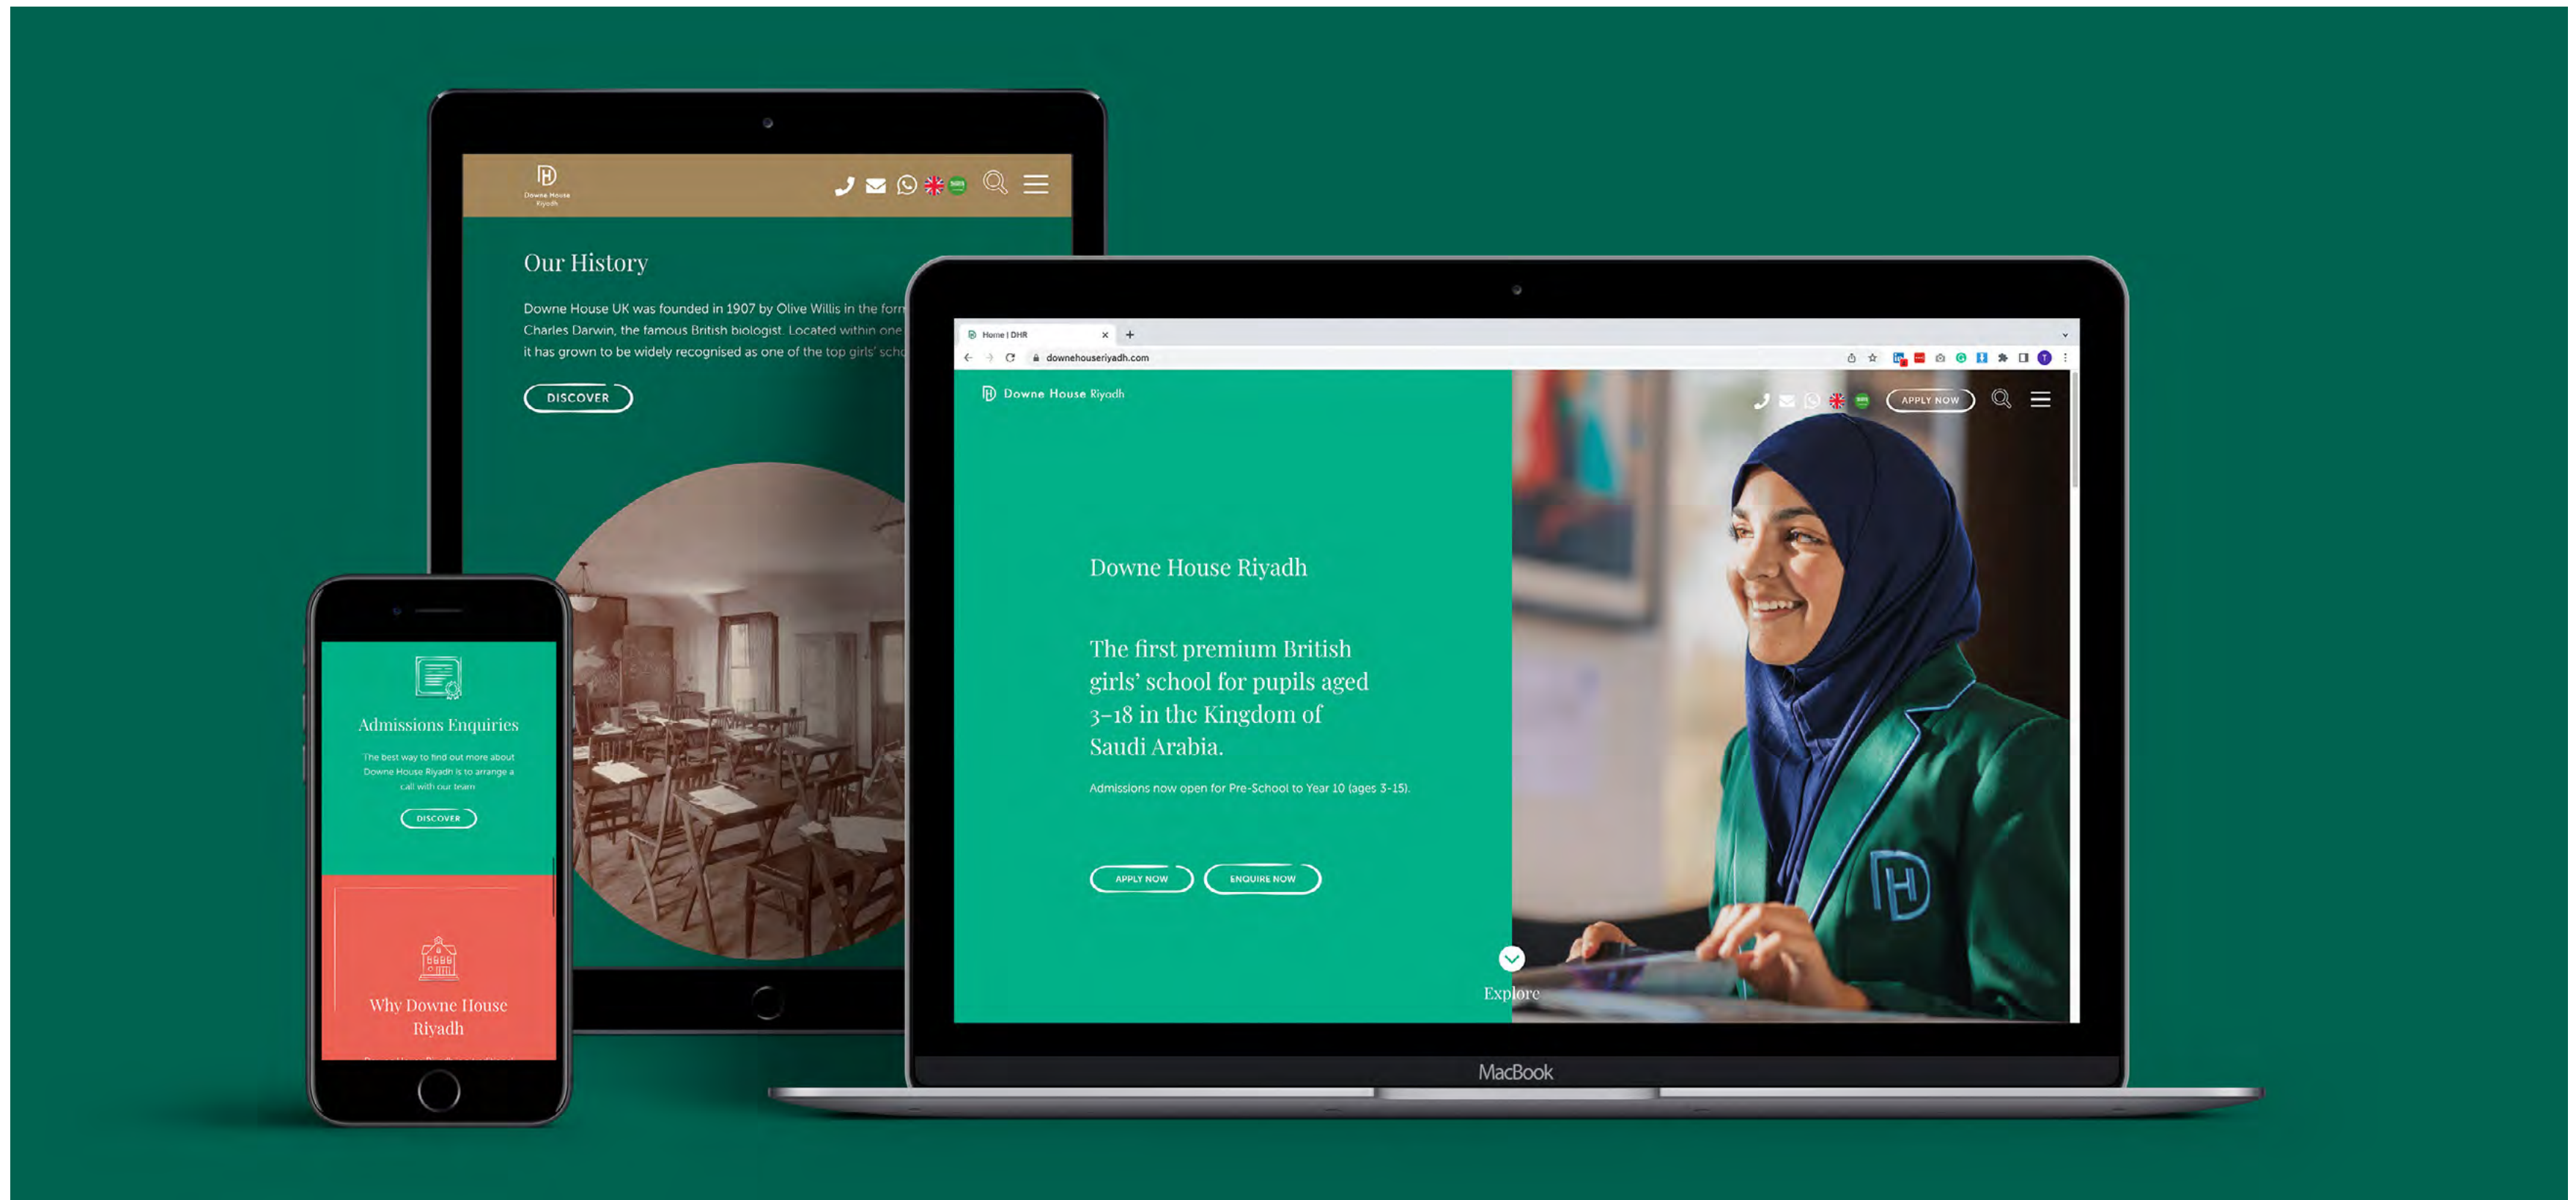 DH
Downe House
Riyadh
Our History
Downe House UK was founded in 1907 by Olive Willis in the
Charles Darwin, the famous British biologist. Located within one
it has grown to be widely recognised as one of the top girls'
DISCOVER
Admissions Enquiries
The best way to find out more about
Downe House Riyadh is to arrange a
call with our team
DISCOVER
Why Downe House
Riyadh
Home | DHR
downehouseriyadh.com
DH Downe House Riyadh
APPLY NOW
Downe House Riyadh
The first premium British
girls' school for pupils aged
3–18 in the Kingdom of
Saudi Arabia.
Admissions now open for Pre-School to Year 10 (ages 3-15).
APPLY NOW
ENQUIRE NOW
Explore
DH
MacBook